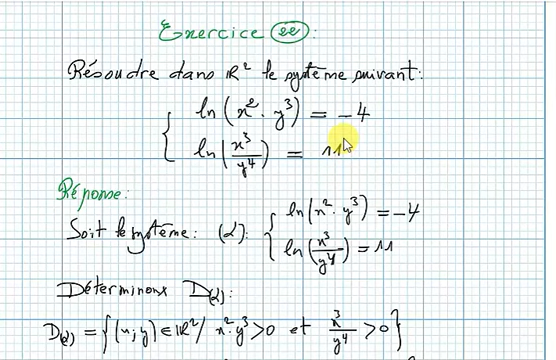 Exercice 22:
Résoudre dans ℝ² le système suivant:
ln(x²·y³) = -4
ln(x³/y⁴) = 11
Réponse:
Soit le système: (α): ln(x²·y³) = -4
ln(x³/y⁴) = 11
Déterminons D(α):
D(α) = {(x;y)∈ℝ²/ x²·y³>0 et x³/y⁴ >0}